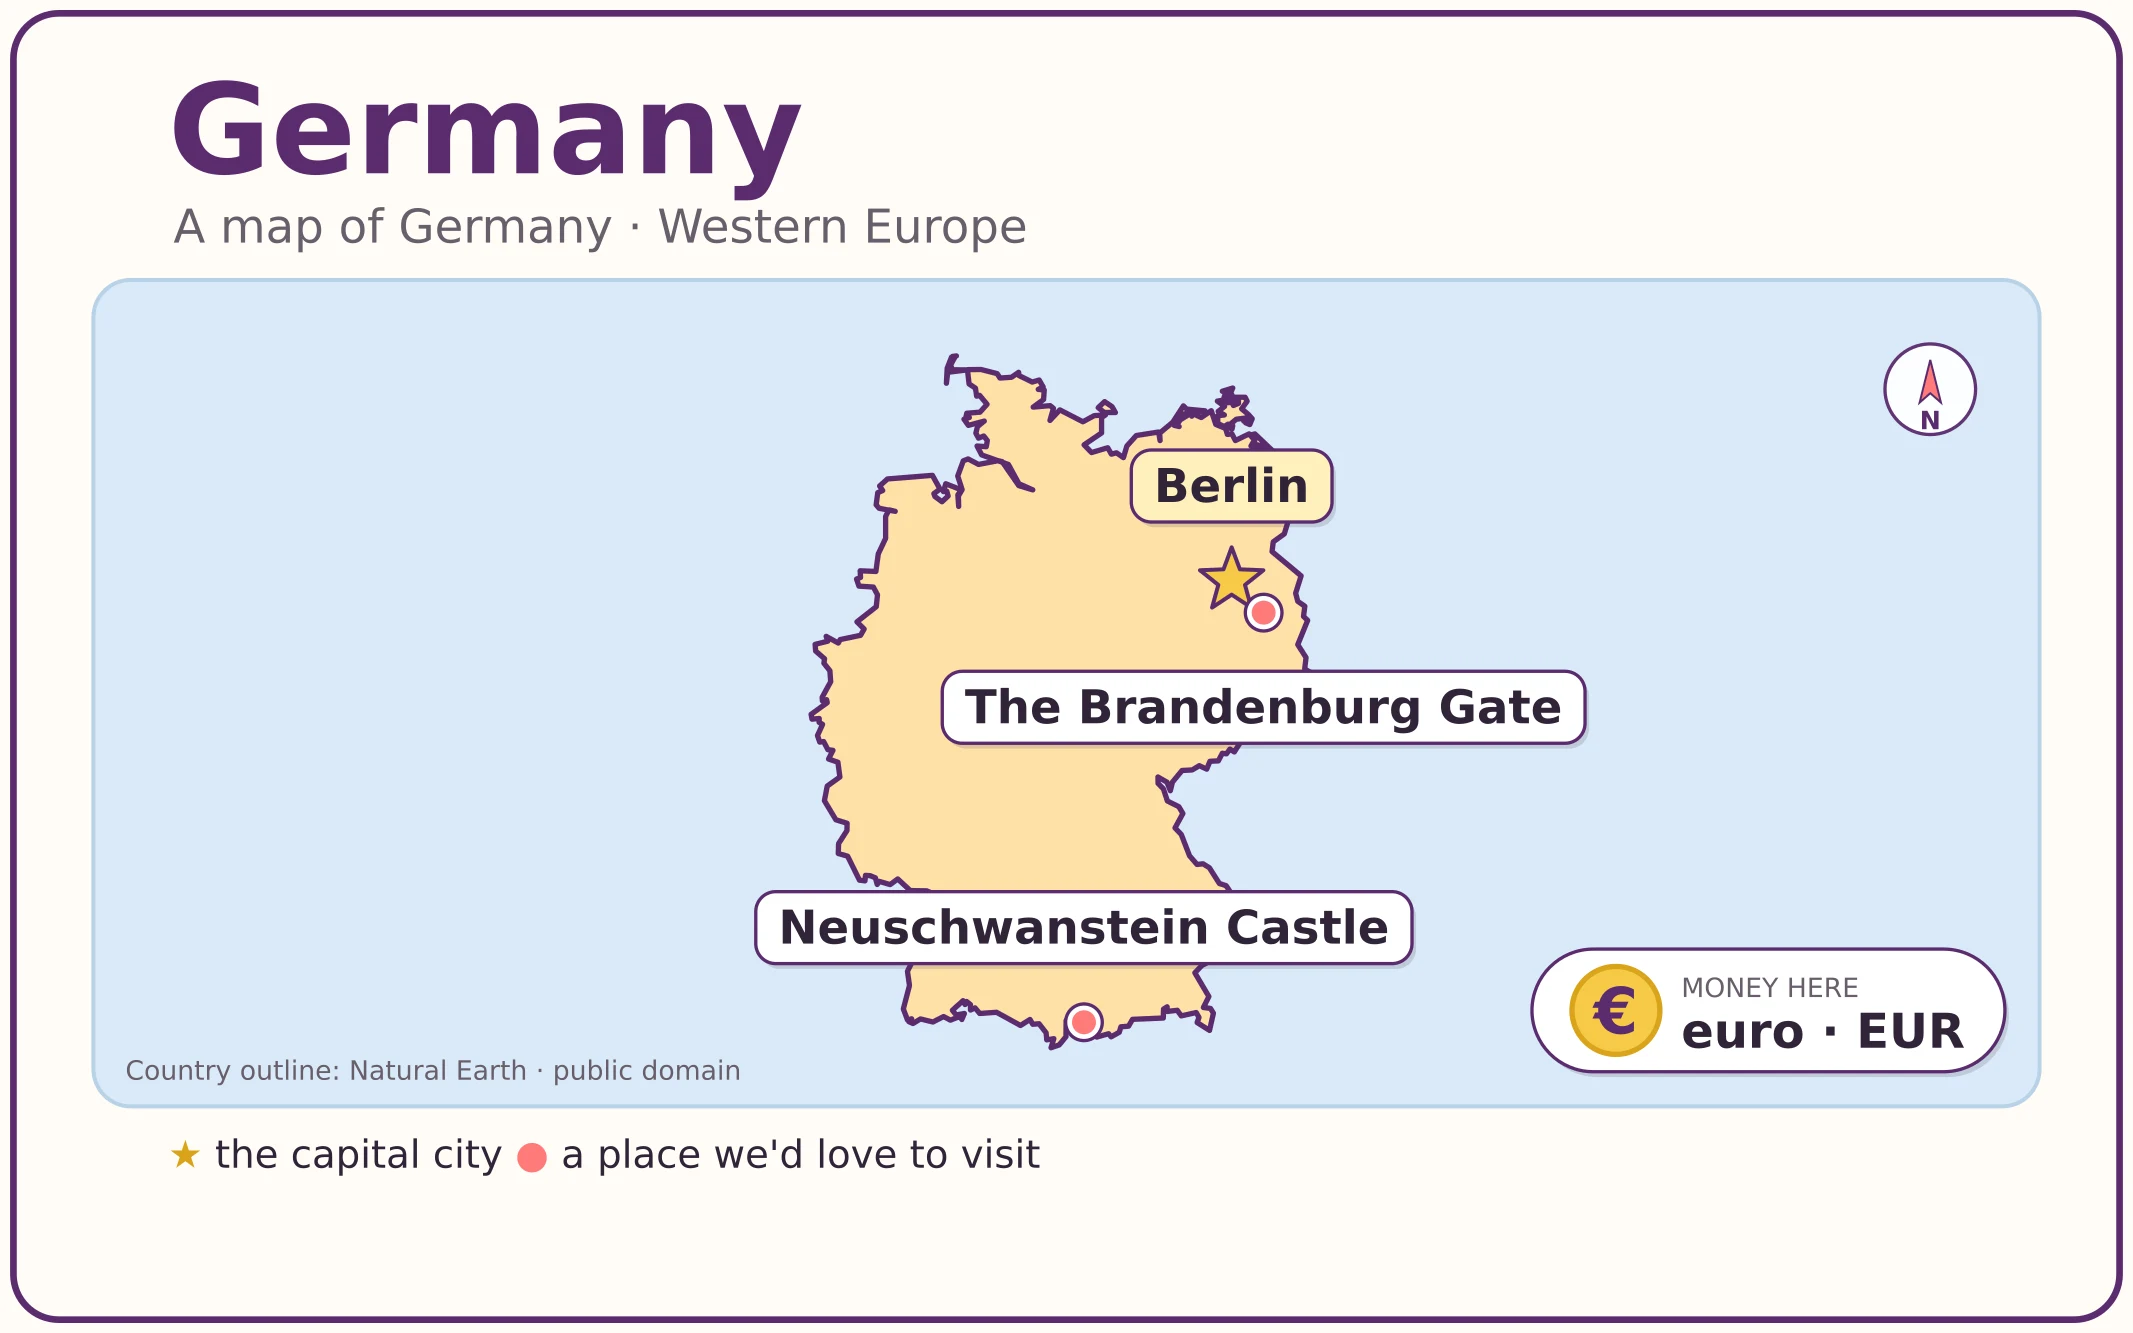 Germany
A map of Germany · Western Europe
N
Berlin
The Brandenburg Gate
Neuschwanstein Castle
€
MONEY HERE
euro · EUR
Country outline: Natural Earth · public domain
★ the capital city ● a place we'd love to visit